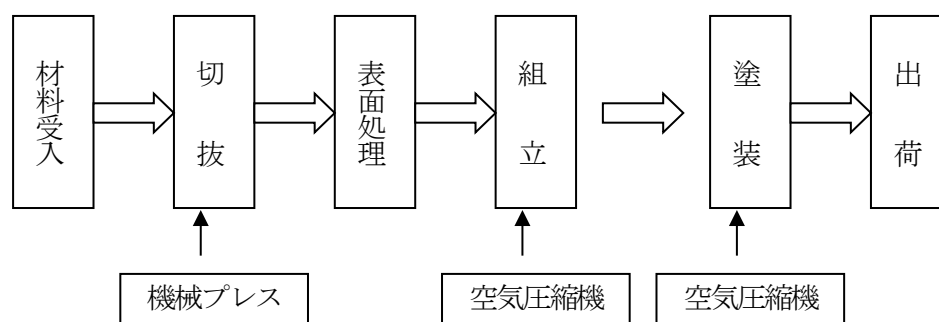 材料受入
切抜
表面処理
組立
塗装
出荷
機械プレス
空気圧縮機
空気圧縮機